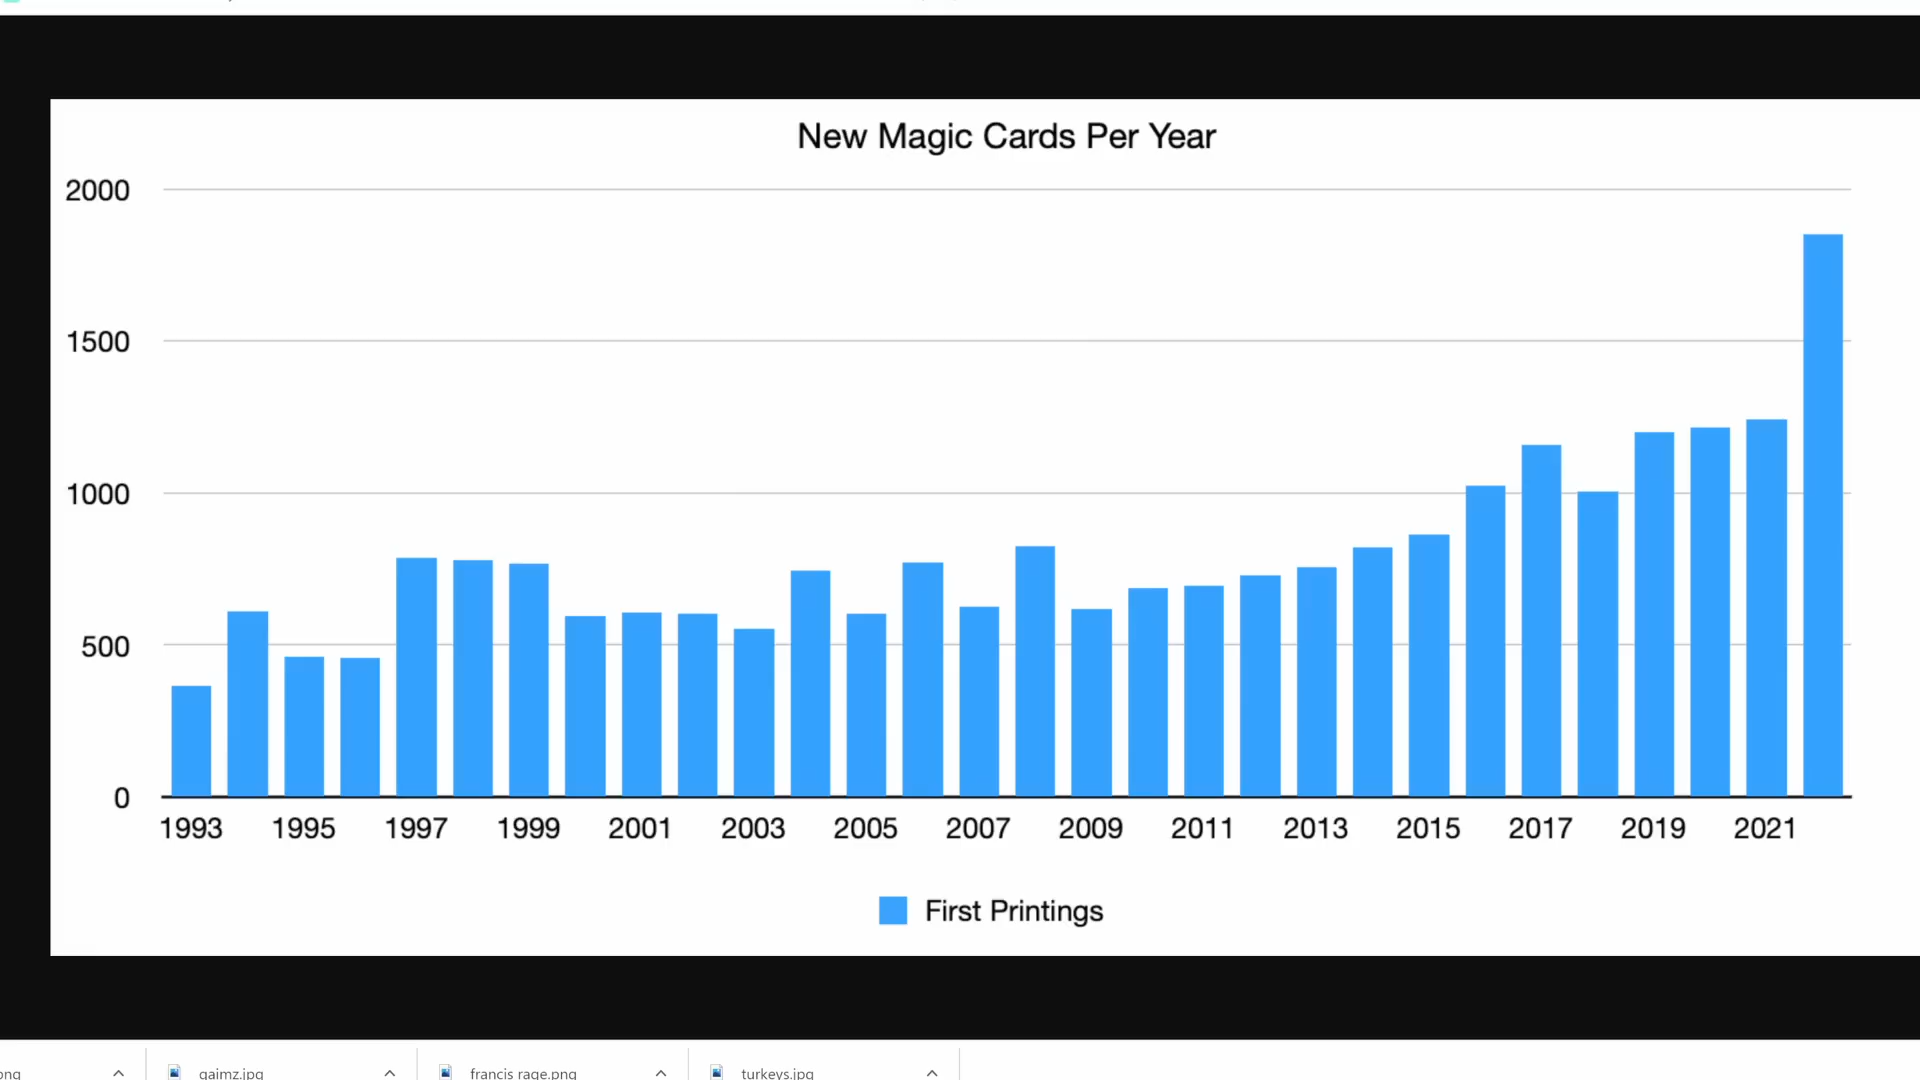 New Magic Cards Per Year
2000
1500
1000
500
0
1993 1995 1997 1999 2001 2003 2005 2007 2009 2011 2013 2015 2017 2019 2021
First Printings
png gaimz.jpg francis rage.png turkeys.jpg